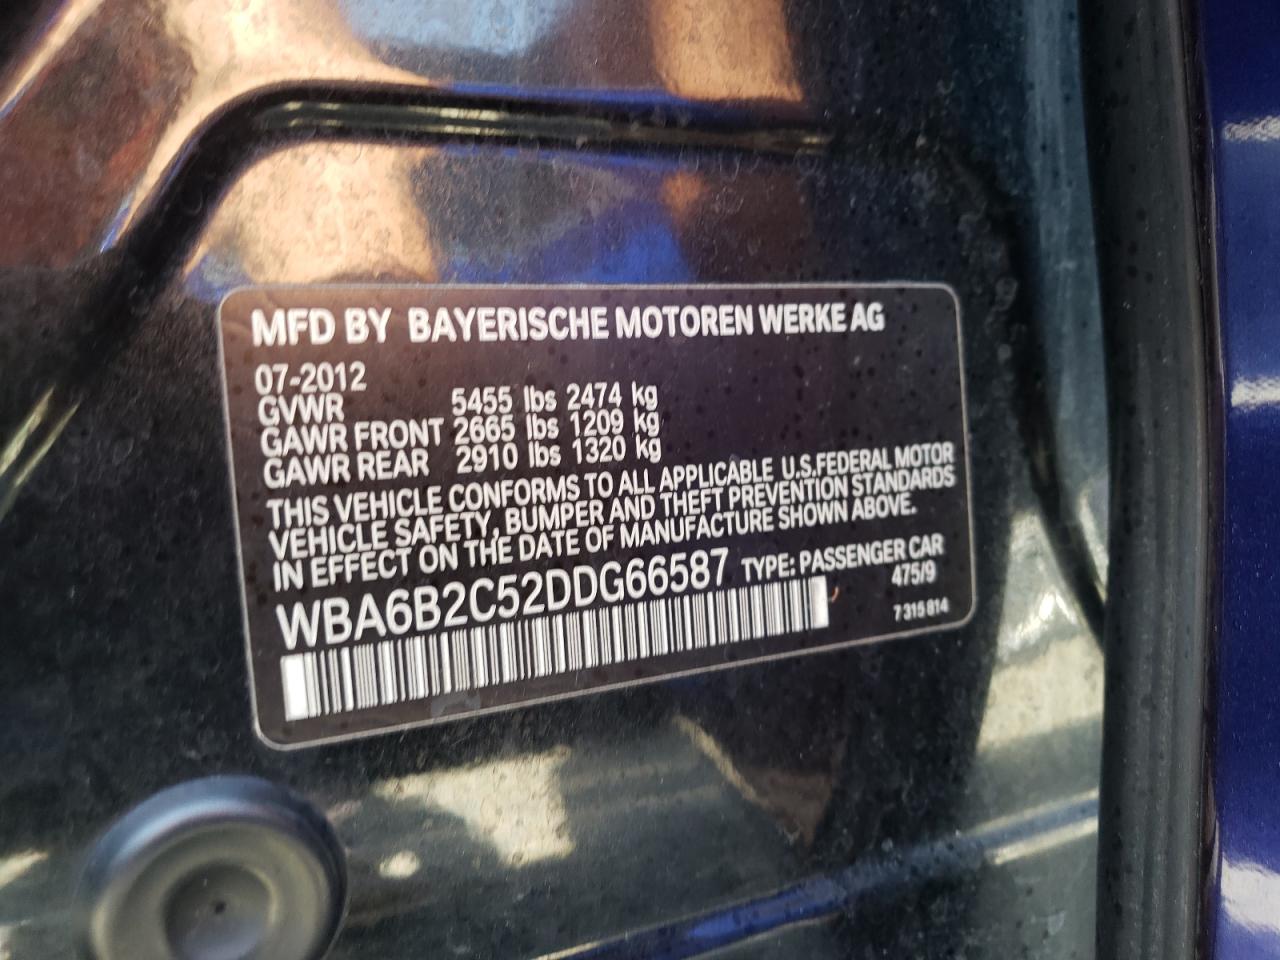 MFD BY BAYERISCHE MOTOREN WERKE AG
07-2012
GVWR 5455 lbs 2474 kg
GAWR FRONT 2665 lbs 1209 kg
GAWR REAR 2910 lbs 1320 kg
THIS VEHICLE CONFORMS TO ALL APPLICABLE U.S.FEDERAL MOTOR
VEHICLE SAFETY, BUMPER AND THEFT PREVENTION STANDARDS
IN EFFECT ON THE DATE OF MANUFACTURE SHOWN ABOVE.
WBA6B2C52DDG66587 TYPE: PASSENGER CAR
475/9
7 315 814